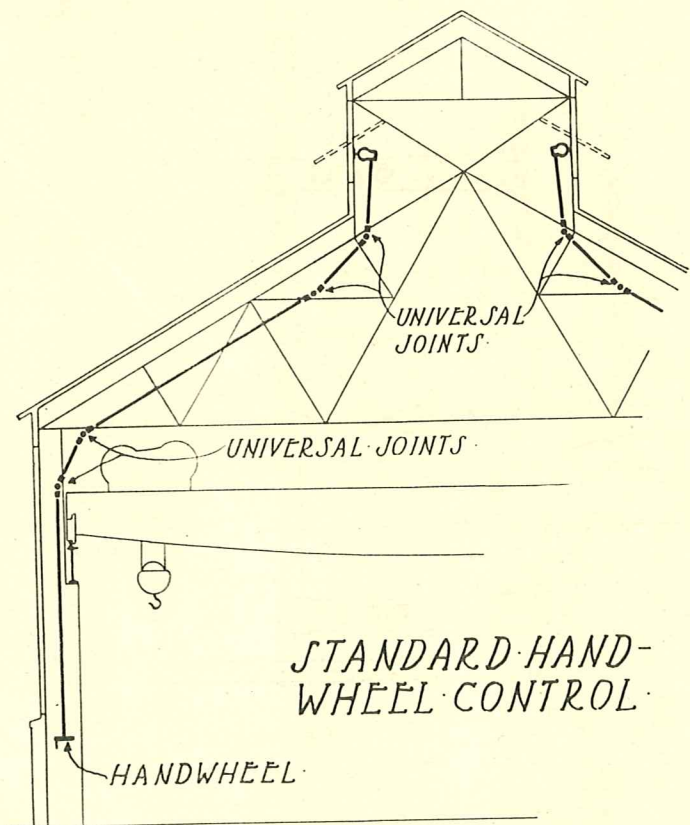 UNIVERSAL
JOINTS·
UNIVERSAL·JOINTS·
STANDARD·HAND-
WHEEL·CONTROL·
HANDWHEEL·